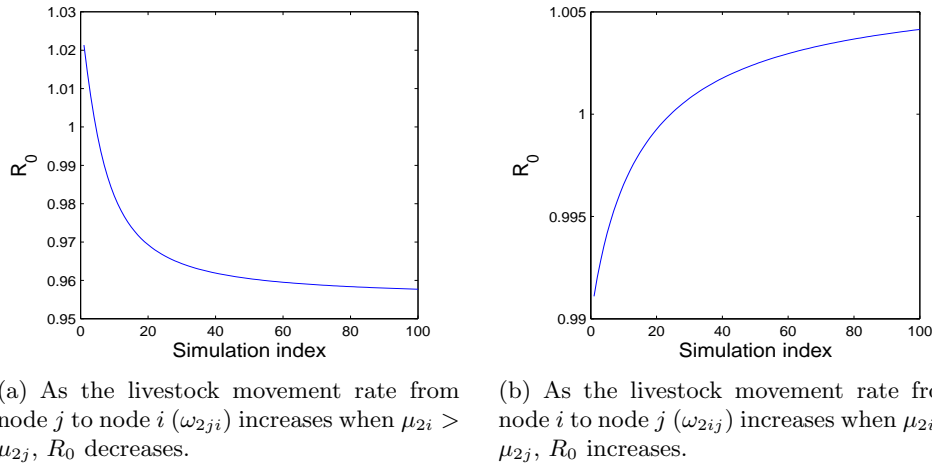 1.03
1.02
1.01
1
0.99
0.98
0.97
0.96
0.95
R0
0 20 40 60 80 100
Simulation index
1.005
1
0.995
0.99
R0
0 20 40 60 80 100
Simulation index
(a) As the livestock movement rate from
node j to node i (ω2ji) increases when μ2i >
μ2j, R0 decreases.
(b) As the livestock movement rate
node i to node j (ω2ij) increases when μ2i
μ2j, R0 increases.